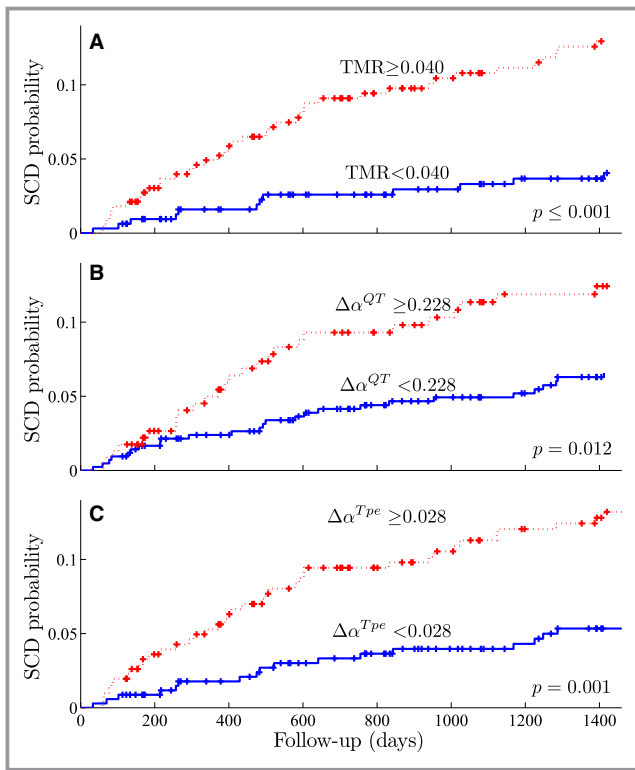 A
TMR≥0.040
TMR<0.040
p ≤ 0.001
SCD probability
0.1
0.05
0
B
Δα^{QT} ≥0.228
Δα^{QT} <0.228
p = 0.012
SCD probability
0.1
0.05
0
C
Δα^{Tpe} ≥0.028
Δα^{Tpe} <0.028
p = 0.001
SCD probability
0.1
0.05
0
0 200 400 600 800 1000 1200 1400
Follow-up (days)